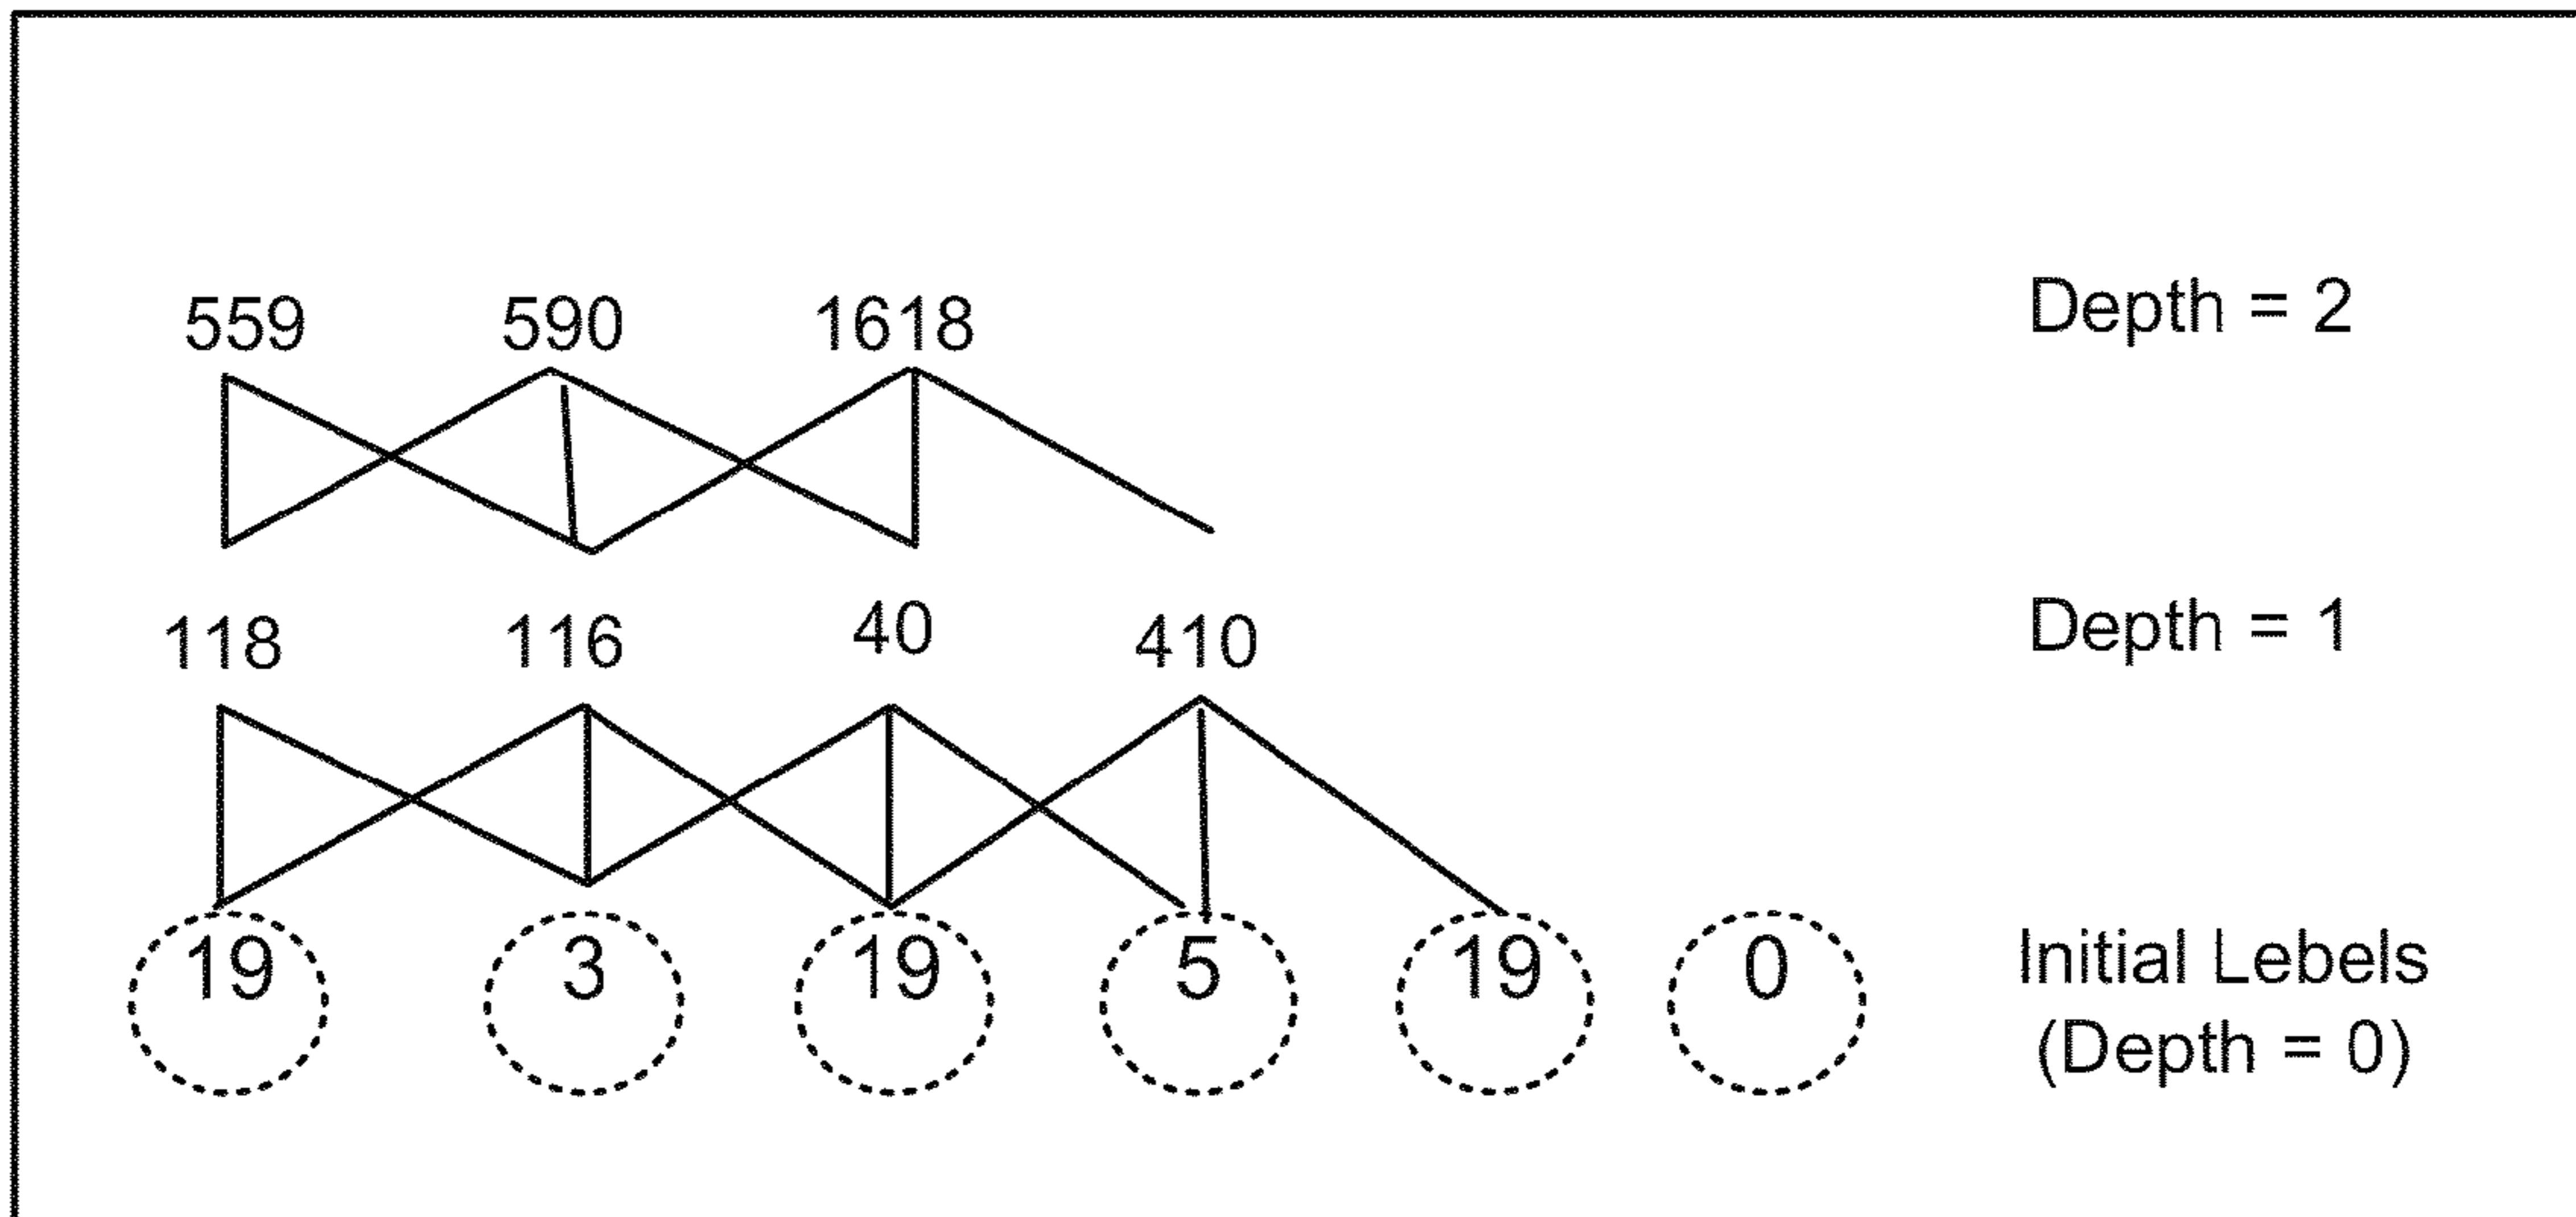 559 590 1618 Depth = 2
118 116 40 410 Depth = 1
19 3 19 5 19 0 Initial Lebels
(Depth = 0)